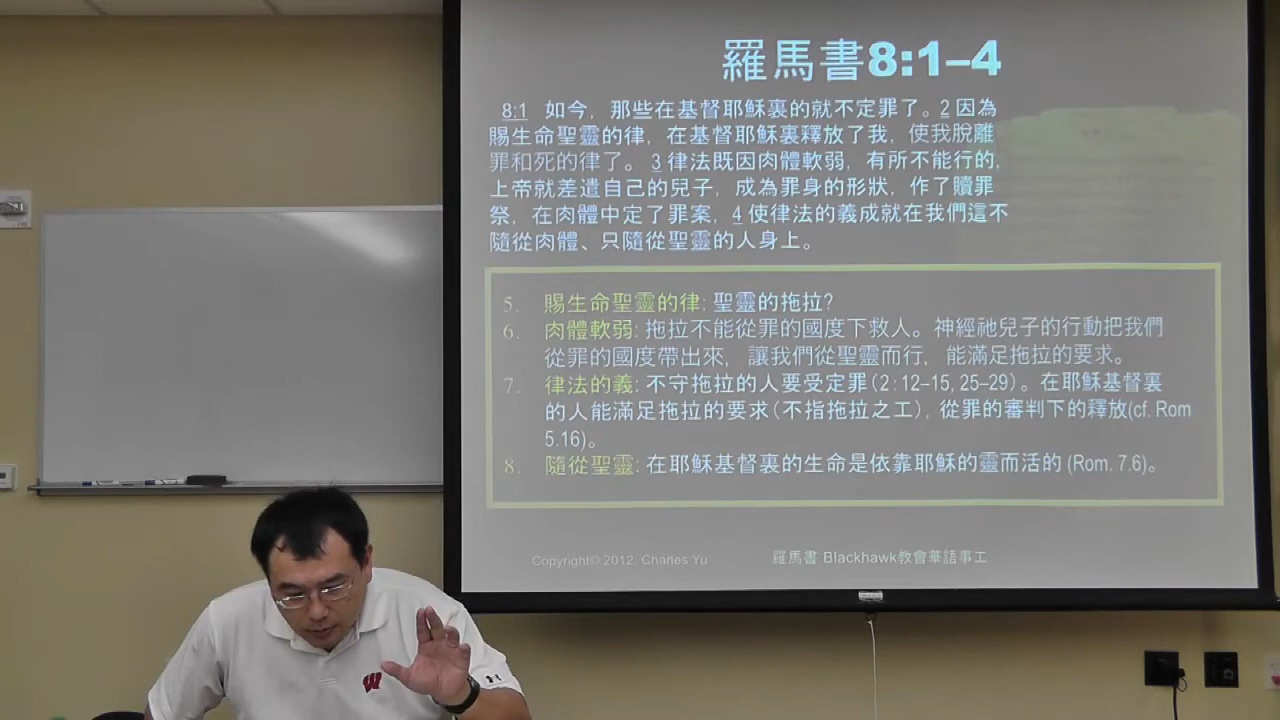 羅馬書8:1–4
8:1 如今，那些在基督耶穌裏的就不定罪了。2 因為
賜生命聖靈的律，在基督耶穌裏釋放了我，使我脫離
罪和死的律了。 3 律法既因肉體軟弱，有所不能行的，
上帝就差遣自己的兒子，成為罪身的形狀，作了贖罪
祭，在肉體中定了罪案，4 使律法的義成就在我們這不
隨從肉體、只隨從聖靈的人身上。
5. 賜生命聖靈的律: 聖靈的拖拉?
6. 肉體軟弱: 拖拉不能從罪的國度下救人。神經祂兒子的行動把我們
從罪的國度帶出來，讓我們從聖靈而行，能滿足拖拉的要求。
7. 律法的義: 不守拖拉的人要受定罪(2:12–15, 25–29)。在耶穌基督裏
的人能滿足拖拉的要求(不指拖拉之工)，從罪的審判下的釋放(cf. Rom
5.16)。
8. 隨從聖靈: 在耶穌基督裏的生命是依靠耶穌的靈而活的 (Rom. 7.6)。
Copyright© 2012. Charles Yu
羅馬書 Blackhawk教會華語事工
W